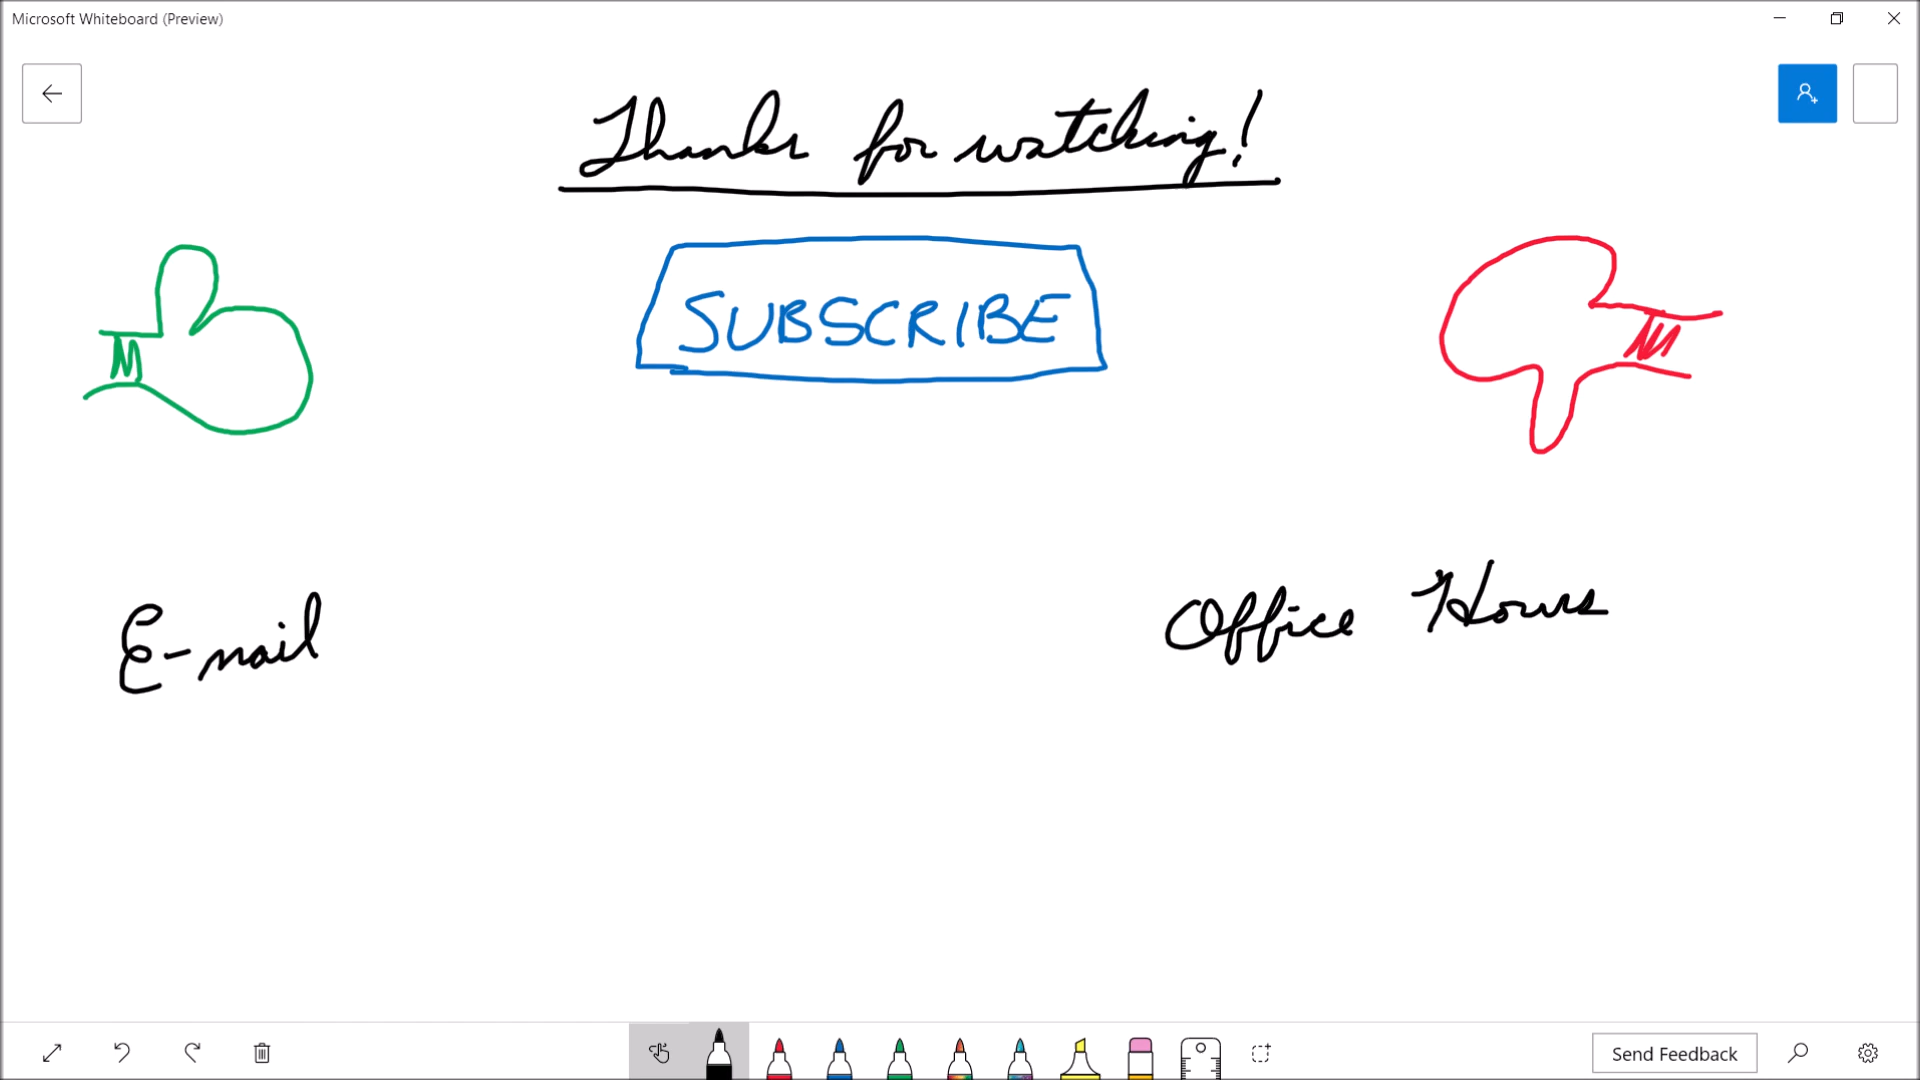 Microsoft Whiteboard (Preview)
Thanks for watching!
SUBSCRIBE
E-mail
Office Hours
Send Feedback